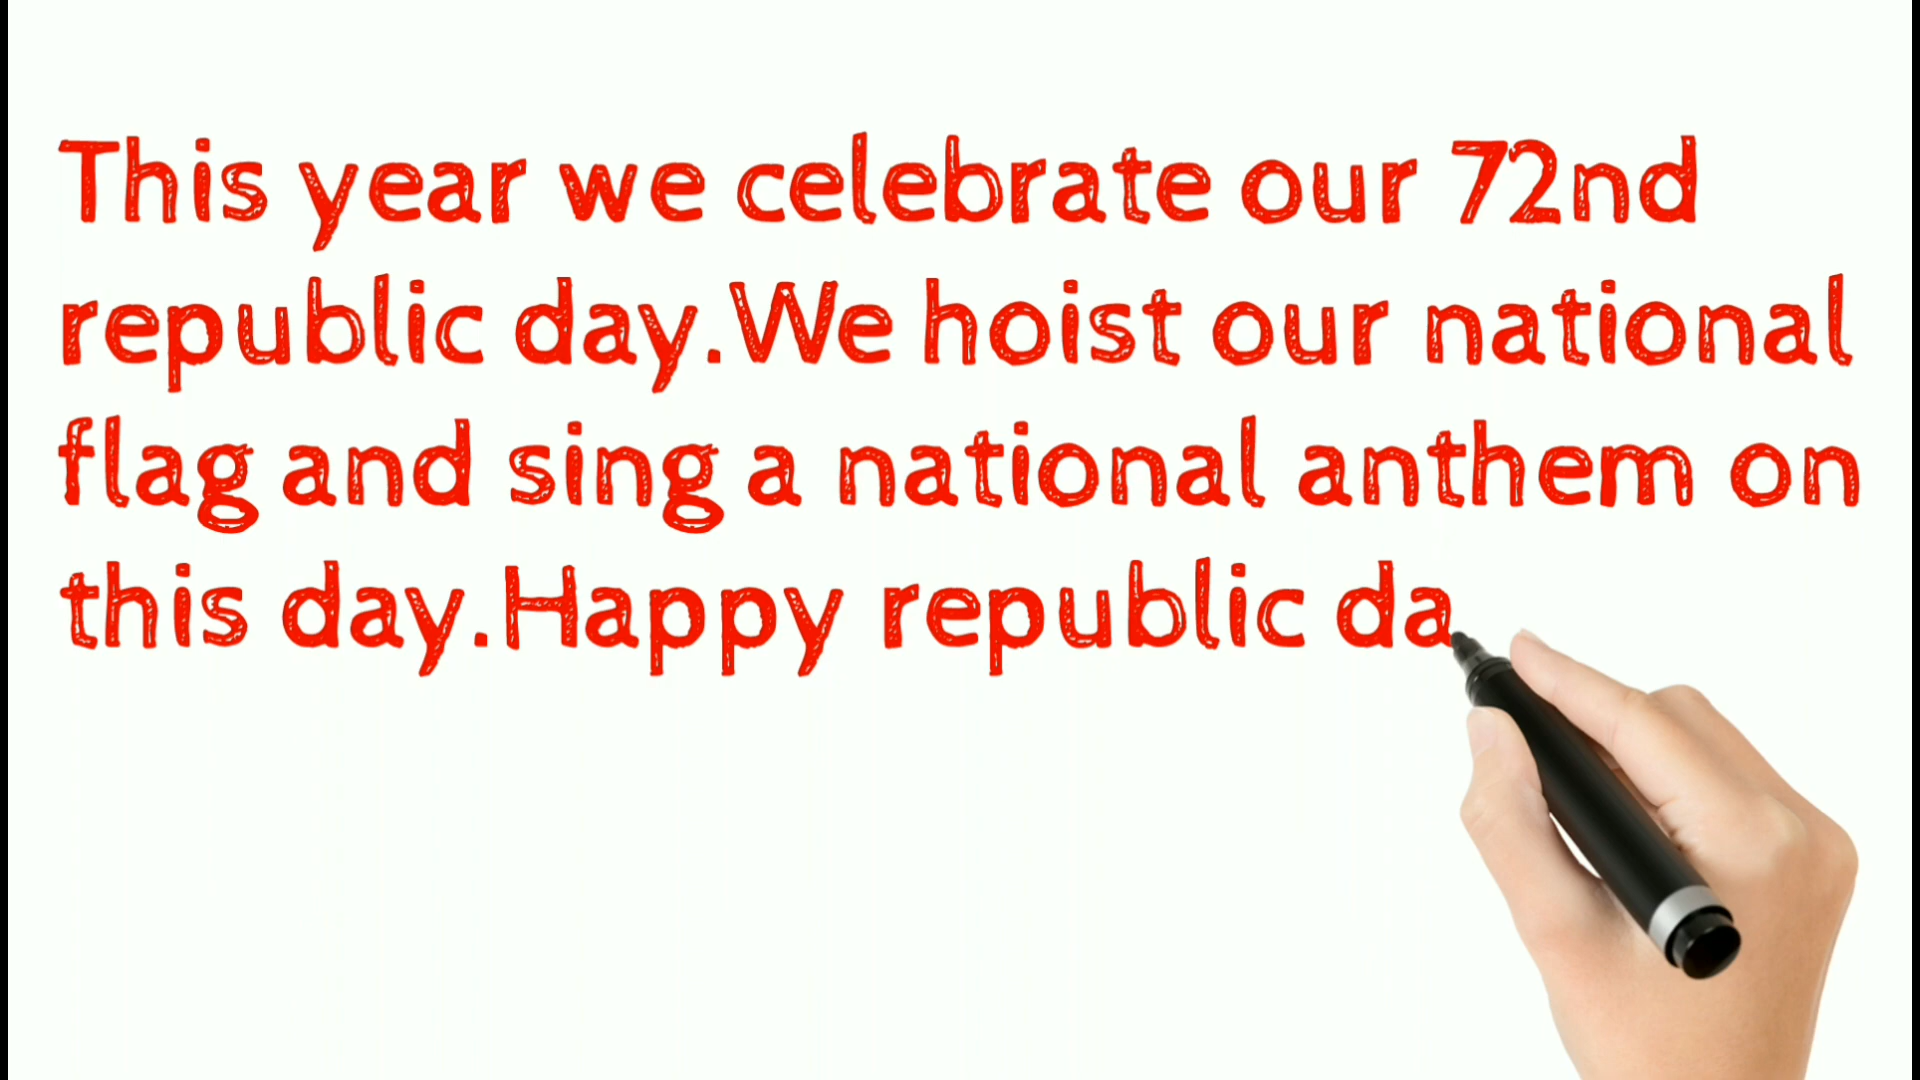 This year we celebrate our 72nd
republic day.We hoist our national
flag and sing a national anthem on
this day.Happy republic da